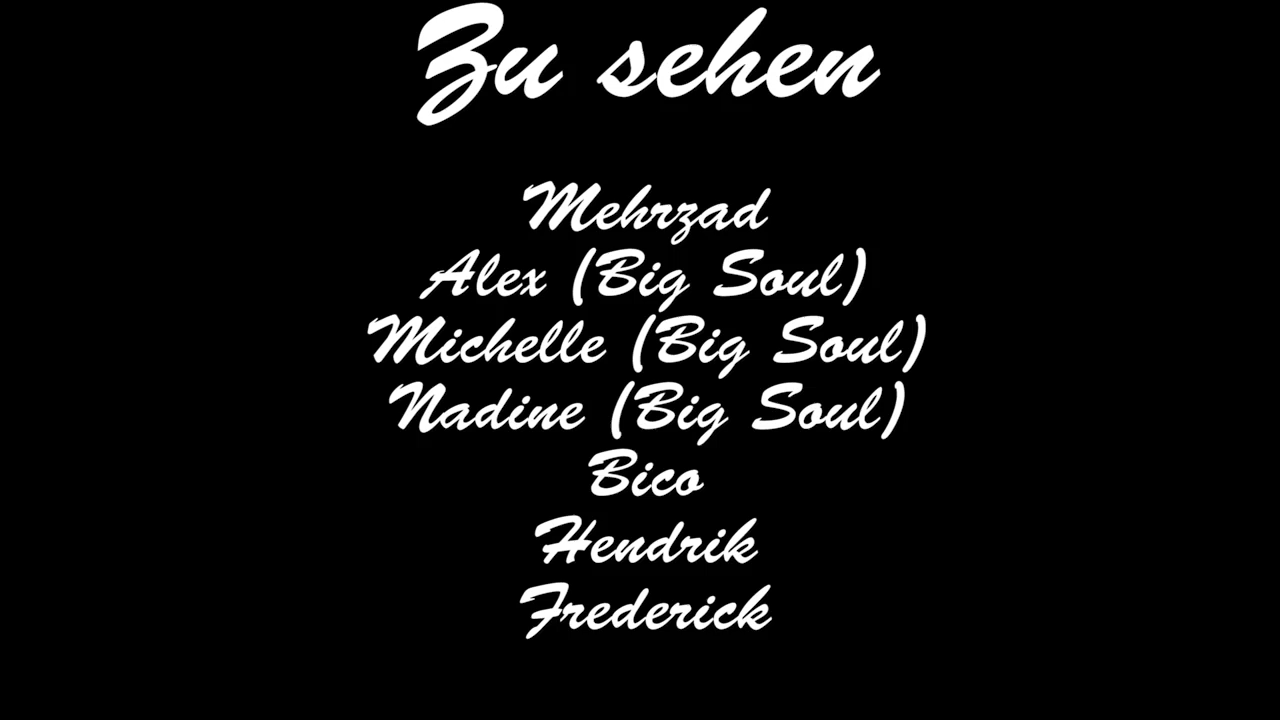 Zu sehen
Mehrzad
Alex (Big Soul)
Michelle (Big Soul)
Nadine (Big Soul)
Bico
Hendrik
Frederick